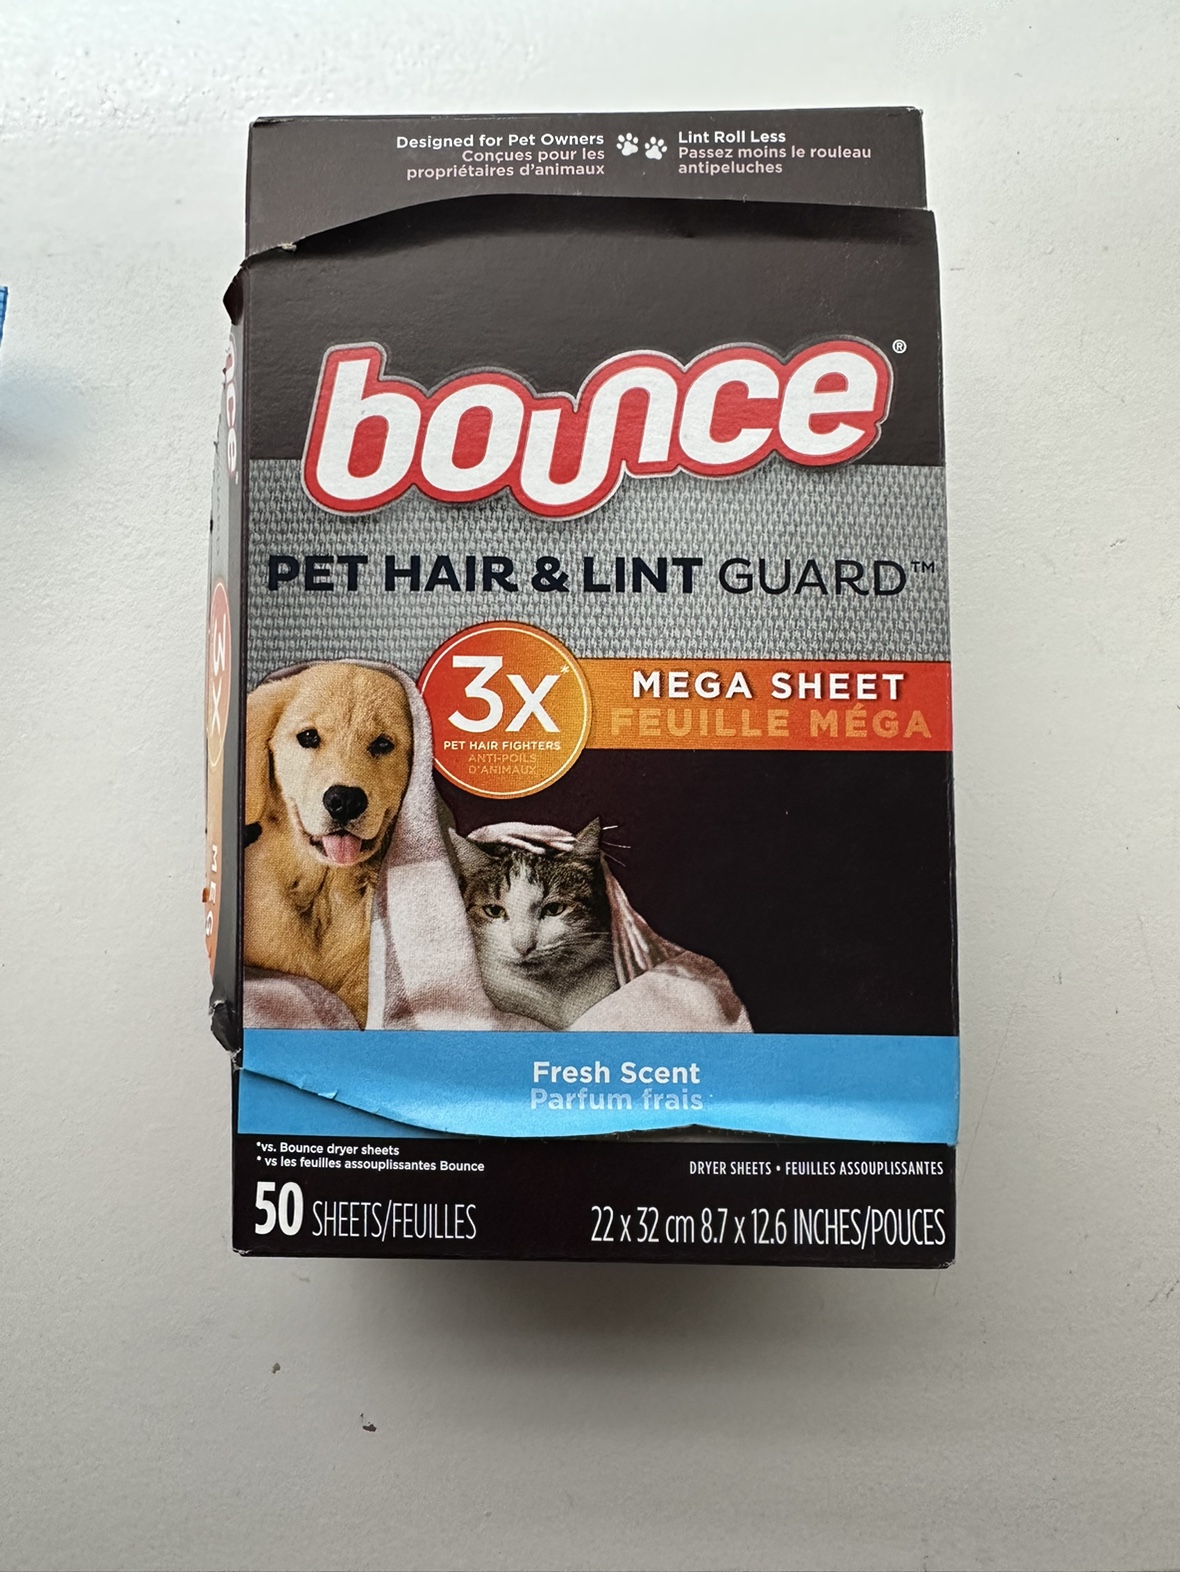 Designed for Pet Owners
Conçues pour les
propriétaires d'animaux
Lint Roll Less
Passez moins le rouleau
antipeluches
bounce®
PET HAIR & LINT GUARD™
3x*
PET HAIR FIGHTERS
ANTI-POILS
D'ANIMAUX
MEGA SHEET
FEUILLE MÉGA
nce
3x
MEG
Fresh Scent
Parfum frais
*vs. Bounce dryer sheets
* vs les feuilles assouplissantes Bounce
50 SHEETS/FEUILLES
DRYER SHEETS • FEUILLES ASSOUPLISSANTES
22 x 32 cm 8.7 x 12.6 INCHES/POUCES